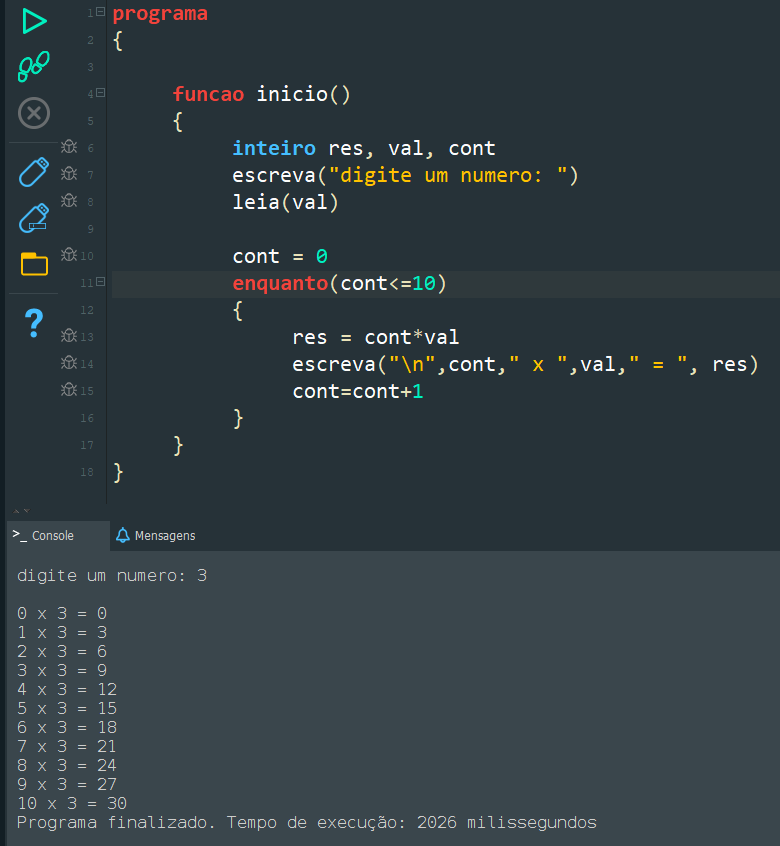 1 programa
2 {
3
4 funcao inicio()
5 {
6 inteiro res, val, cont
7 escreva("digite um numero: ")
8 leia(val)
9
10 cont = 0
11 enquanto(cont<=10)
12 {
13 res = cont*val
14 escreva("\n",cont," x ",val," = ", res)
15 cont=cont+1
16 }
17 }
18 }
?
>_ Console Mensagens
digite um numero: 3
0 x 3 = 0
1 x 3 = 3
2 x 3 = 6
3 x 3 = 9
4 x 3 = 12
5 x 3 = 15
6 x 3 = 18
7 x 3 = 21
8 x 3 = 24
9 x 3 = 27
10 x 3 = 30
Programa finalizado. Tempo de execução: 2026 milissegundos